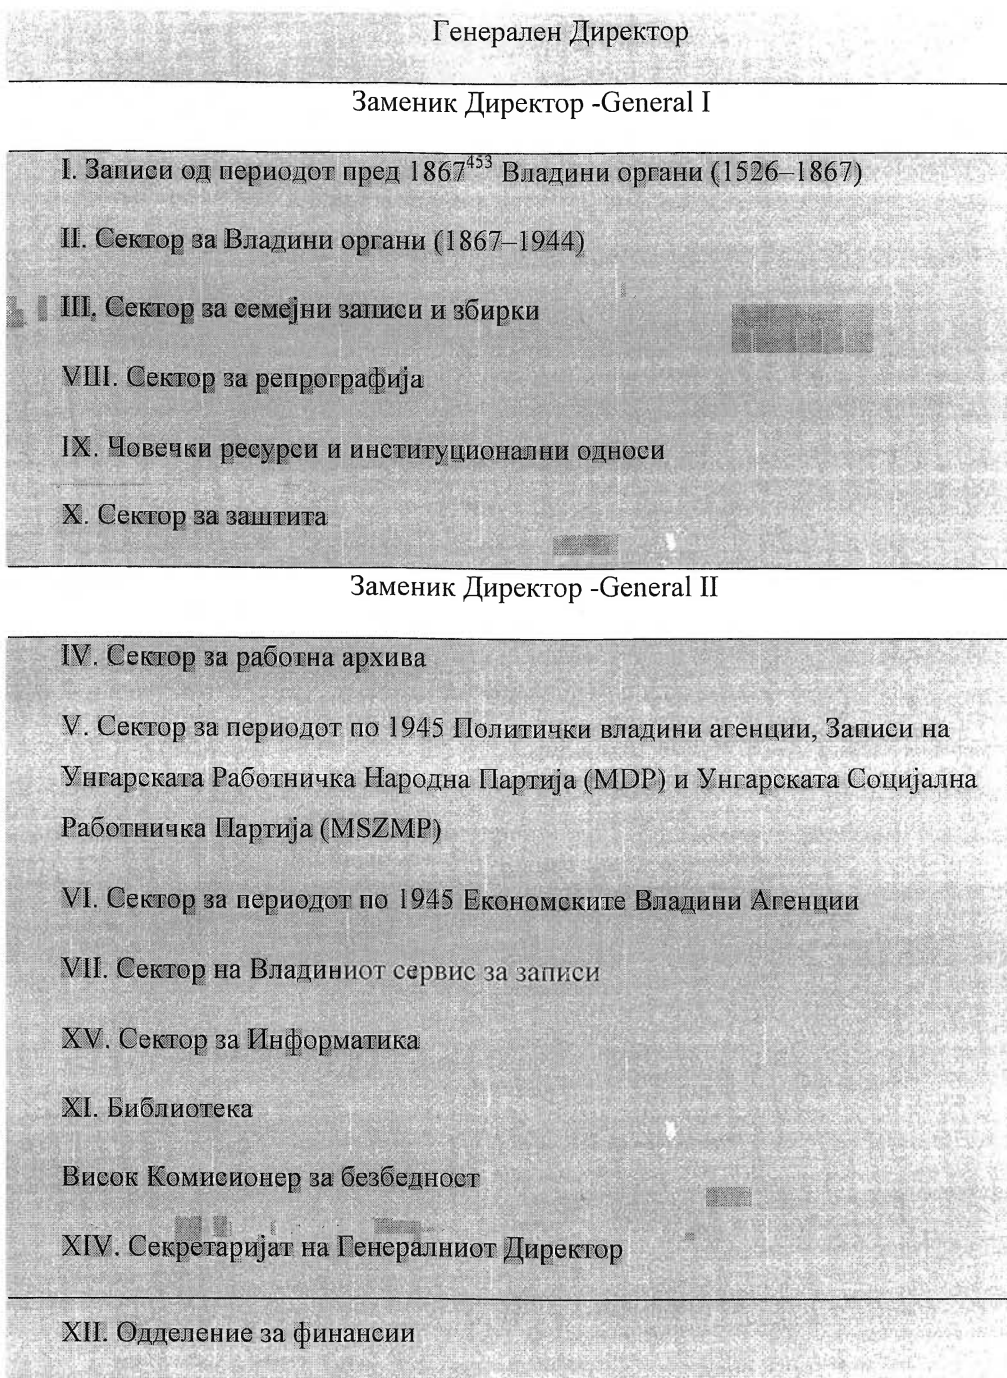 Генерален Директор
Заменик Директор -General I
I. Записи од периодот пред 1867⁴⁵³ Владини органи (1526–1867)
II. Сектор за Владини органи (1867–1944)
III. Сектор за семејни записи и збирки
VIII. Сектор за репрографија
IX. Човечки ресурси и институционални односи
X. Сектор за заштита
Заменик Директор -General II
IV. Сектор за работна архива
V. Сектор за периодот по 1945 Политички владини агенции, Записи на
Унгарската Работничка Народна Партија (MDP) и Унгарската Социјална
Работничка Партија (MSZMP)
VI. Сектор за периодот по 1945 Економските Владини Агенции
VII. Сектор на Владиниот сервис за записи
XV. Сектор за Информатика
XI. Библиотека
Висок Комисионер за безбедност
XIV. Секретаријат на Генералниот Директор
XII. Одделение за финансии